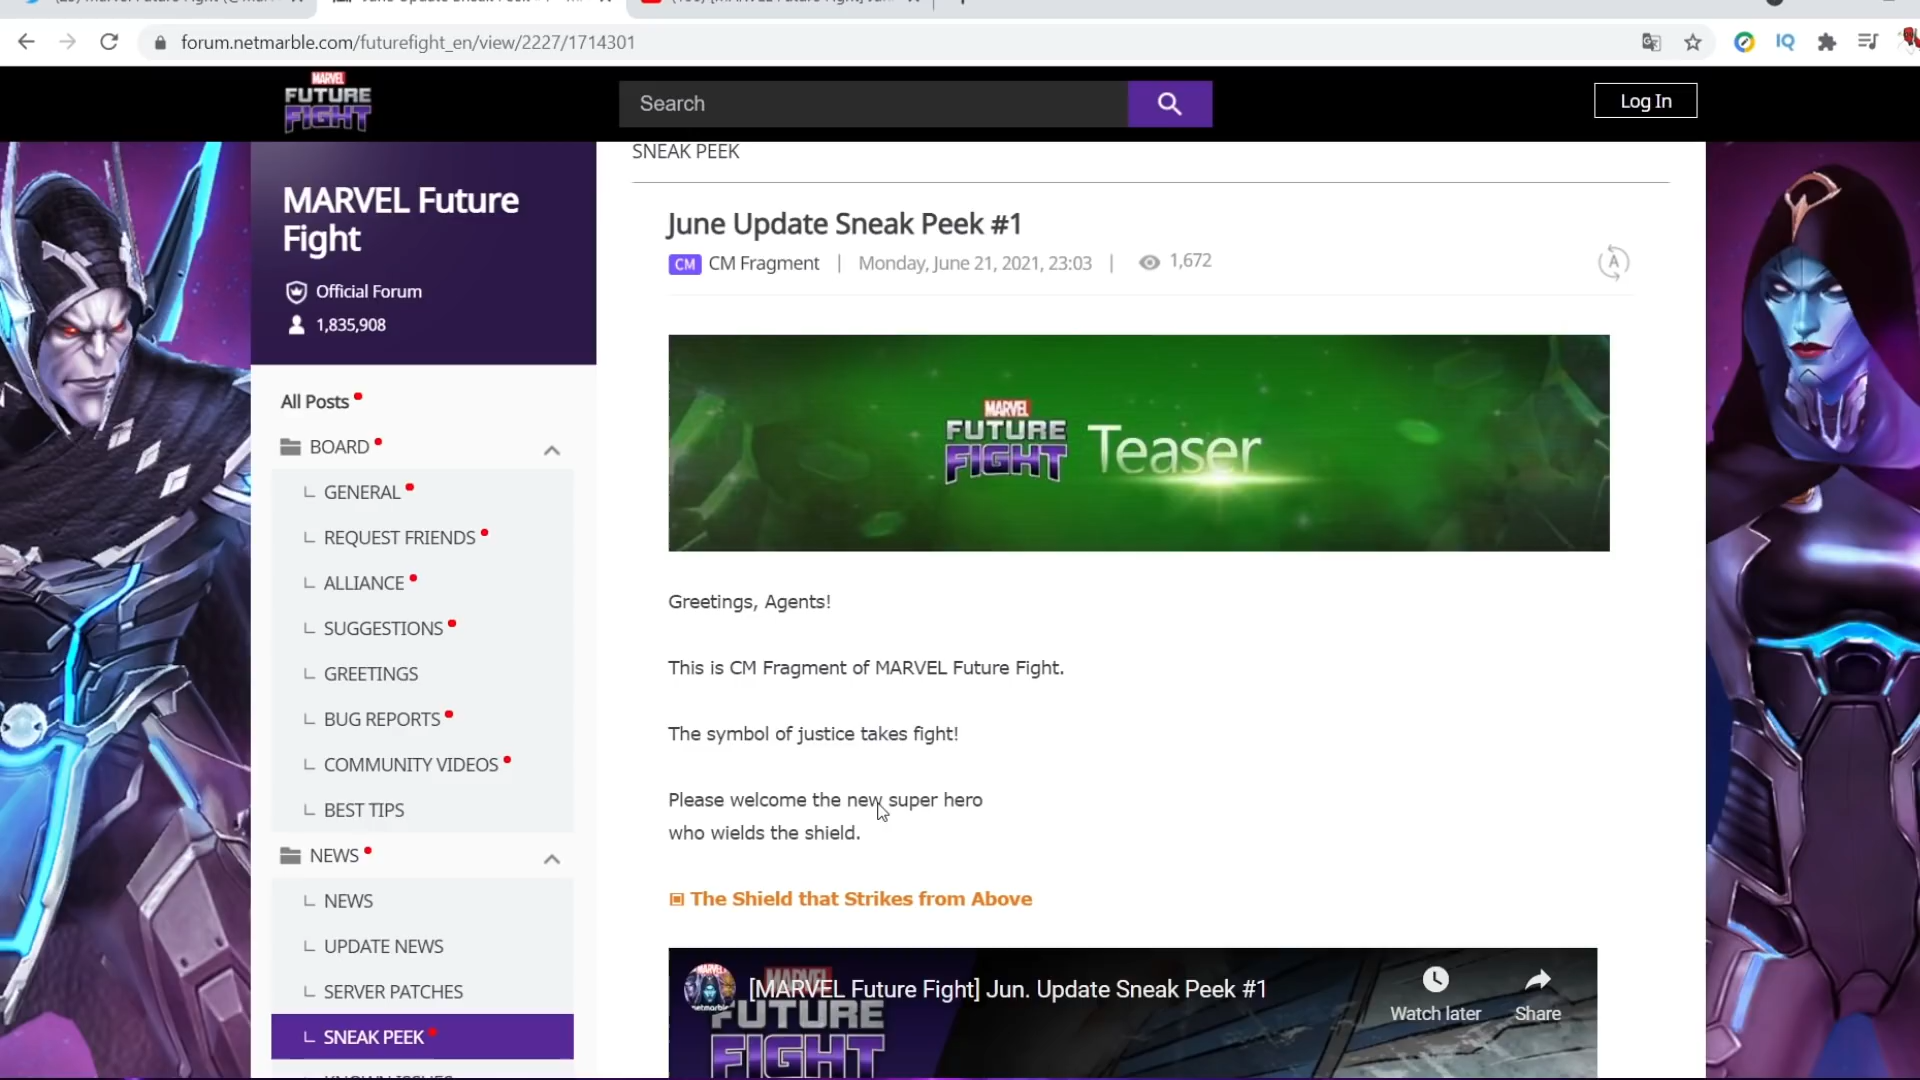 forum.netmarble.com/futurefight_en/view/2227/1714301
MARVEL
FUTURE
FIGHT
Search
Log In
MARVEL Future
Fight
Official Forum
1,835,908
All Posts
BOARD
GENERAL
REQUEST FRIENDS
ALLIANCE
SUGGESTIONS
GREETINGS
BUG REPORTS
COMMUNITY VIDEOS
BEST TIPS
NEWS
NEWS
UPDATE NEWS
SERVER PATCHES
SNEAK PEEK
SNEAK PEEK
June Update Sneak Peek #1
CM CM Fragment | Monday, June 21, 2021, 23:03 | 1,672
MARVEL
FUTURE
FIGHT
Teaser
Greetings, Agents!
This is CM Fragment of MARVEL Future Fight.
The symbol of justice takes fight!
Please welcome the new super hero
who wields the shield.
The Shield that Strikes from Above
[MARVEL Future Fight] Jun. Update Sneak Peek #1
Watch later
Share
MARVEL
FUTURE
FIGHT